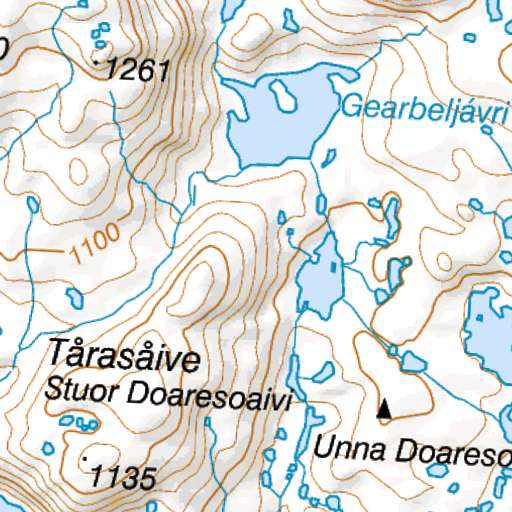 1261
Gearbeljávri
1100
Tårasåive
Stuor Doaresoaivi
Unna Doareso
1135